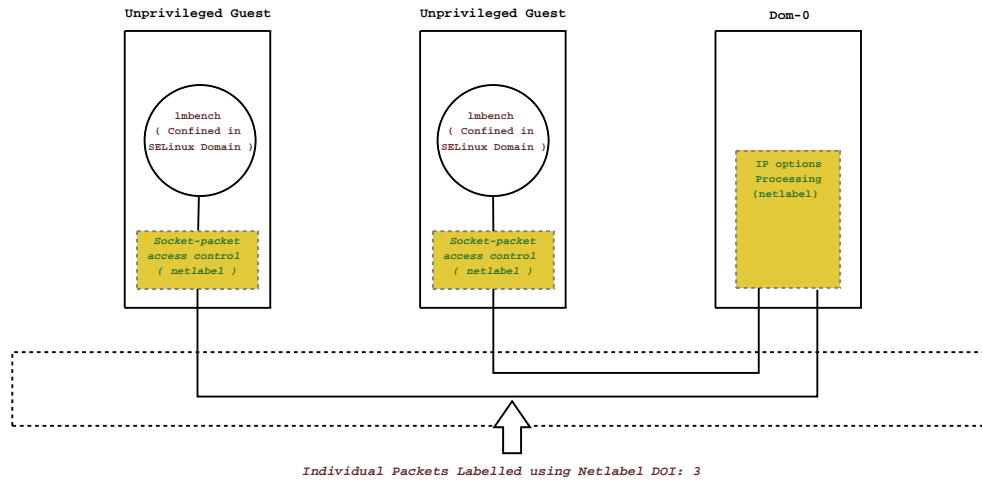 Unprivileged Guest
Unprivileged Guest
Dom-0
lmbench
( Confined in
SELinux Domain )
lmbench
( Confined in
SELinux Domain )
IP options
Processing
(netlabel)
Socket-packet
access control
( netlabel )
Socket-packet
access control
( netlabel )
Individual Packets Labelled using Netlabel DOI: 3